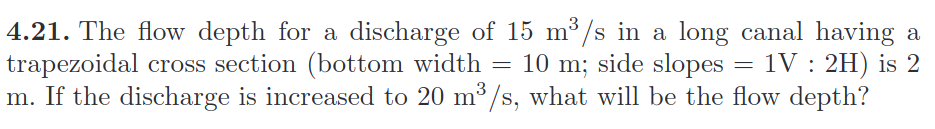 4.21. The flow depth for a discharge of 15 m³/s in a long canal having a
trapezoidal cross section (bottom width = 10 m; side slopes = 1V : 2H) is 2
m. If the discharge is increased to 20 m³/s, what will be the flow depth?